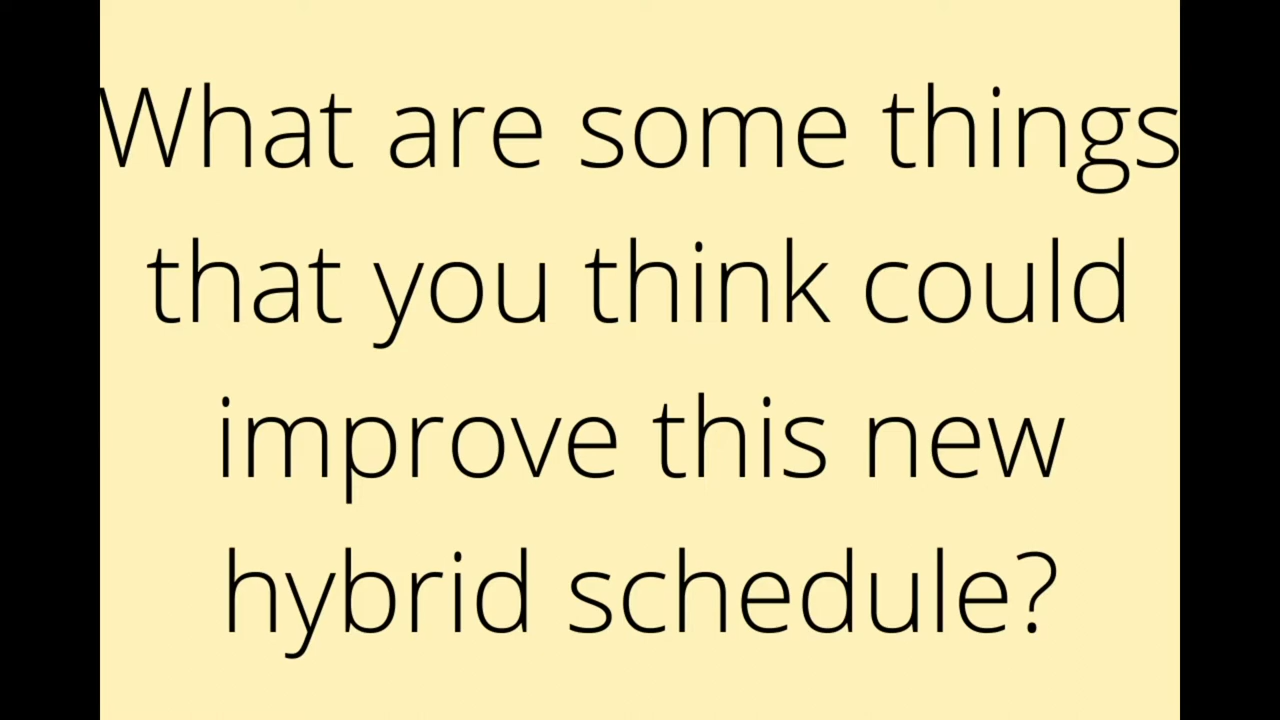 What are some things
that you think could
improve this new
hybrid schedule?